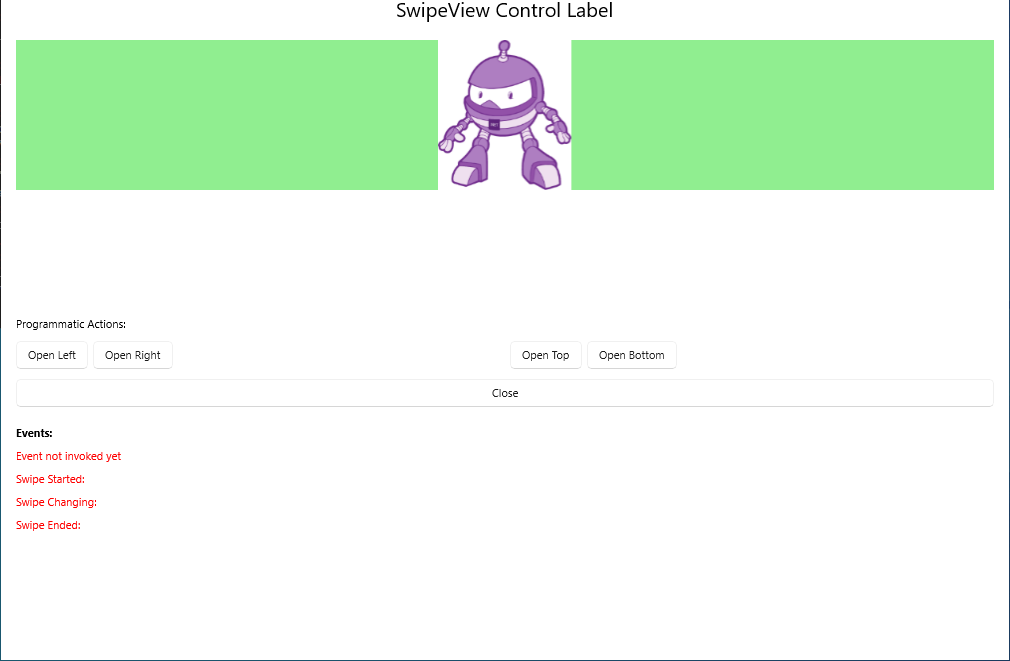 SwipeView Control Label
Programmatic Actions:
Open Left Open Right Open Top Open Bottom
Close
Events:
Event not invoked yet
Swipe Started:
Swipe Changing:
Swipe Ended: